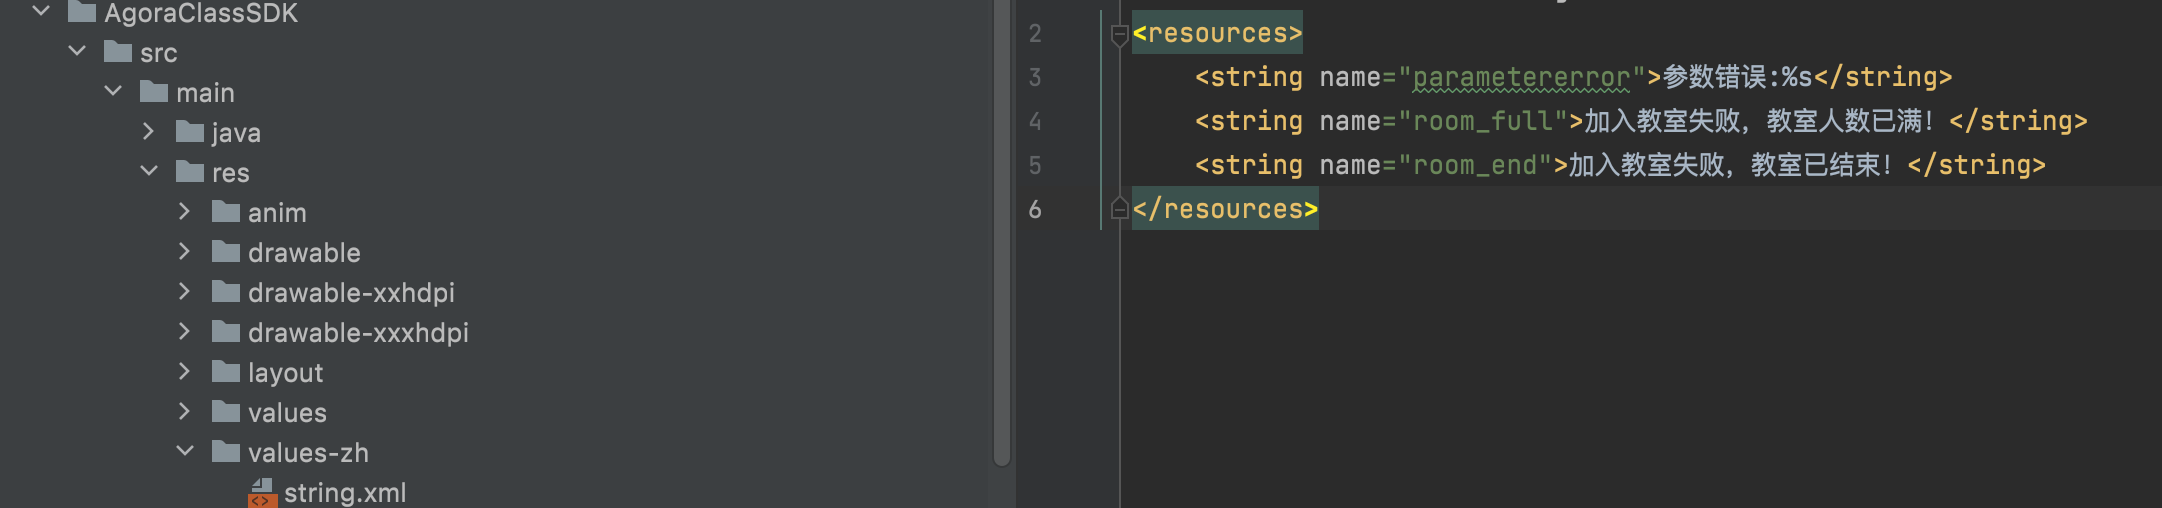 AgoraClassSDK
src
main
java
res
anim
drawable
drawable-xxhdpi
drawable-xxxhdpi
layout
values
values-zh
string.xml
2 <resources>
3 <string name="parametererror">参数错误:%s</string>
4 <string name="room_full">加入教室失败，教室人数已满！</string>
5 <string name="room_end">加入教室失败，教室已结束！</string>
6 </resources>